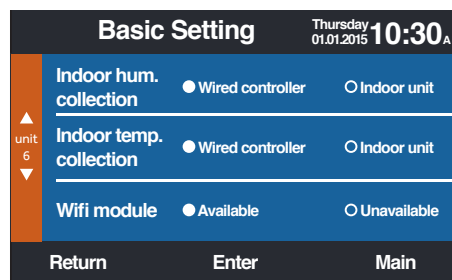 Basic Setting
Thursday
01.01.2015
10:30A
unit
6
Indoor hum.
collection
Wired controller
Indoor unit
Indoor temp.
collection
Wired controller
Indoor unit
Wifi module
Available
Unavailable
Return Enter Main